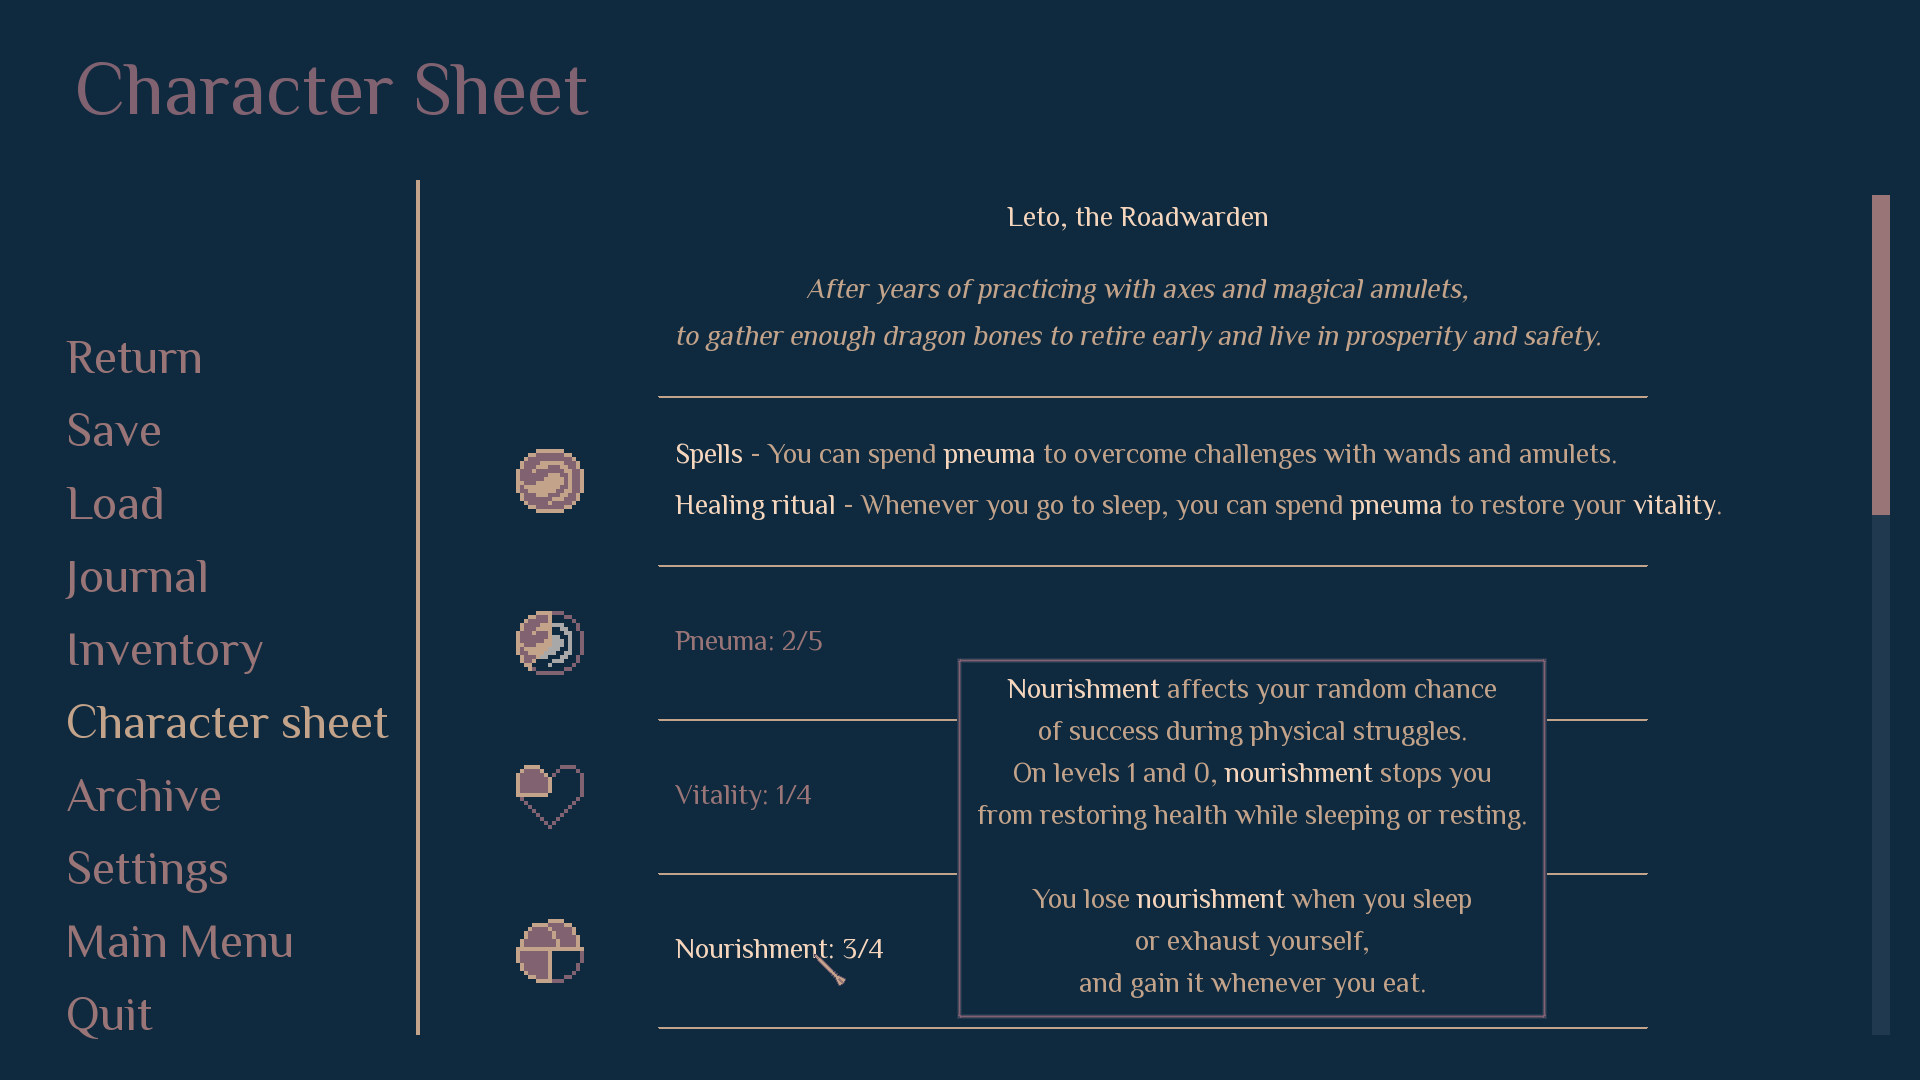 Character Sheet
Return
Save
Load
Journal
Inventory
Character sheet
Archive
Settings
Main Menu
Quit
Leto, the Roadwarden
After years of practicing with axes and magical amulets,
to gather enough dragon bones to retire early and live in prosperity and safety.
Spells - You can spend pneuma to overcome challenges with wands and amulets.
Healing ritual - Whenever you go to sleep, you can spend pneuma to restore your vitality.
Pneuma: 2/5
Vitality: 1/4
Nourishment: 3/4
Nourishment affects your random chance
of success during physical struggles.
On levels 1 and 0, nourishment stops you
from restoring health while sleeping or resting.
You lose nourishment when you sleep
or exhaust yourself,
and gain it whenever you eat.